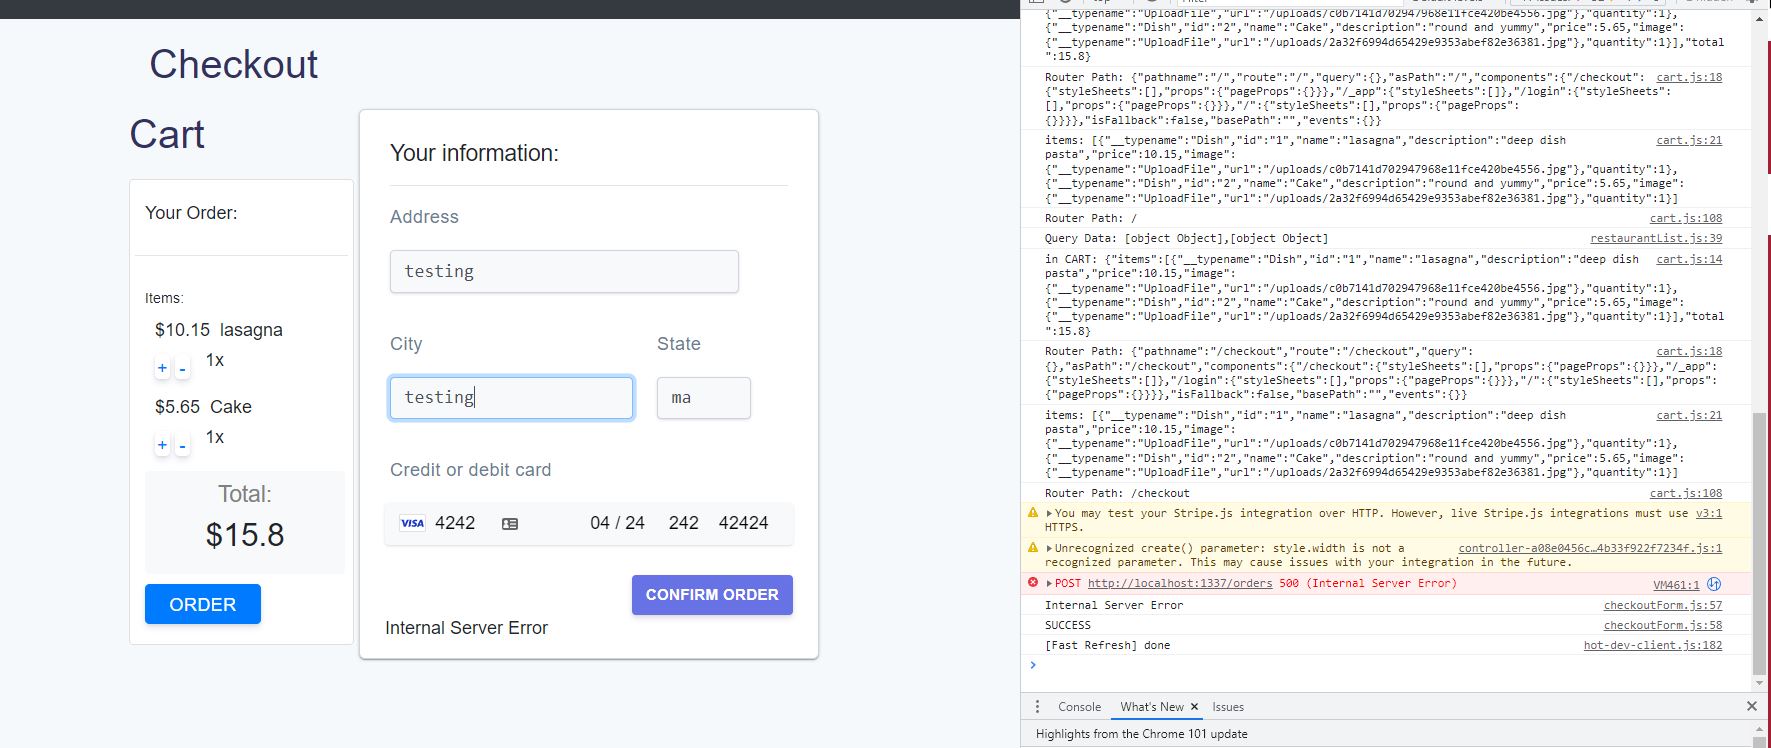 Checkout
Cart
Your Order:
Items:
$10.15 lasagna
+ - 1x
$5.65 Cake
+ - 1x
Total:
$15.8
ORDER
Your information:
Address
testing
City State
testing ma
Credit or debit card
VISA 4242 04 / 24 242 42424
CONFIRM ORDER
Internal Server Error
{"__typename":"UploadFile","url":"/uploads/c0b7141d702947968e11fce420be4556.jpg"},"quantity":1},
{"__typename":"Dish","id":"2","name":"Cake","description":"round and yummy","price":5.65,"image":
{"__typename":"UploadFile","url":"/uploads/2a32f6994d65429e9353abef82e36381.jpg"},"quantity":1}],"total
":15.8}
Router Path: {"pathname":"/","route":"/","query":{},"asPath":"/","components":{"/checkout": cart.js:18
{"styleSheets":[],"props":{"pageProps":{}}},"/_app":{"styleSheets":[]},"/login":{"styleSheets":
[],"props":{"pageProps":{}}},"/":{"styleSheets":[],"props":{"pageProps":
{}}}},"isFallback":false,"basePath":"","events":{}}
items: [{"__typename":"Dish","id":"1","name":"lasagna","description":"deep dish cart.js:21
pasta","price":10.15,"image":
{"__typename":"UploadFile","url":"/uploads/c0b7141d702947968e11fce420be4556.jpg"},"quantity":1},
{"__typename":"Dish","id":"2","name":"Cake","description":"round and yummy","price":5.65,"image":
{"__typename":"UploadFile","url":"/uploads/2a32f6994d65429e9353abef82e36381.jpg"},"quantity":1}]
Router Path: / cart.js:108
Query Data: [object Object],[object Object] restaurantList.js:39
in CART: {"items":[{"__typename":"Dish","id":"1","name":"lasagna","description":"deep dish cart.js:14
pasta","price":10.15,"image":
{"__typename":"UploadFile","url":"/uploads/c0b7141d702947968e11fce420be4556.jpg"},"quantity":1},
{"__typename":"Dish","id":"2","name":"Cake","description":"round and yummy","price":5.65,"image":
{"__typename":"UploadFile","url":"/uploads/2a32f6994d65429e9353abef82e36381.jpg"},"quantity":1}],"total
":15.8}
Router Path: {"pathname":"/checkout","route":"/checkout","query": cart.js:18
{},"asPath":"/checkout","components":{"/checkout":{"styleSheets":[],"props":{"pageProps":{}}},"/_app":
{"styleSheets":[]},"/login":{"styleSheets":[],"props":{"pageProps":{}}},"/":{"styleSheets":[],"props":
{"pageProps":{}}}},"isFallback":false,"basePath":"","events":{}}
items: [{"__typename":"Dish","id":"1","name":"lasagna","description":"deep dish cart.js:21
pasta","price":10.15,"image":
{"__typename":"UploadFile","url":"/uploads/c0b7141d702947968e11fce420be4556.jpg"},"quantity":1},
{"__typename":"Dish","id":"2","name":"Cake","description":"round and yummy","price":5.65,"image":
{"__typename":"UploadFile","url":"/uploads/2a32f6994d65429e9353abef82e36381.jpg"},"quantity":1}]
Router Path: /checkout cart.js:108
You may test your Stripe.js integration over HTTP. However, live Stripe.js integrations must use v3:1
HTTPS.
Unrecognized create() parameter: style.width is not a controller-a08e0456c…4b33f922f7234f.js:1
recognized parameter. This may cause issues with your integration in the future.
POST http://localhost:1337/orders 500 (Internal Server Error) VM461:1
Internal Server Error checkoutForm.js:57
SUCCESS checkoutForm.js:58
[Fast Refresh] done hot-dev-client.js:182
Console What's New Issues
Highlights from the Chrome 101 update